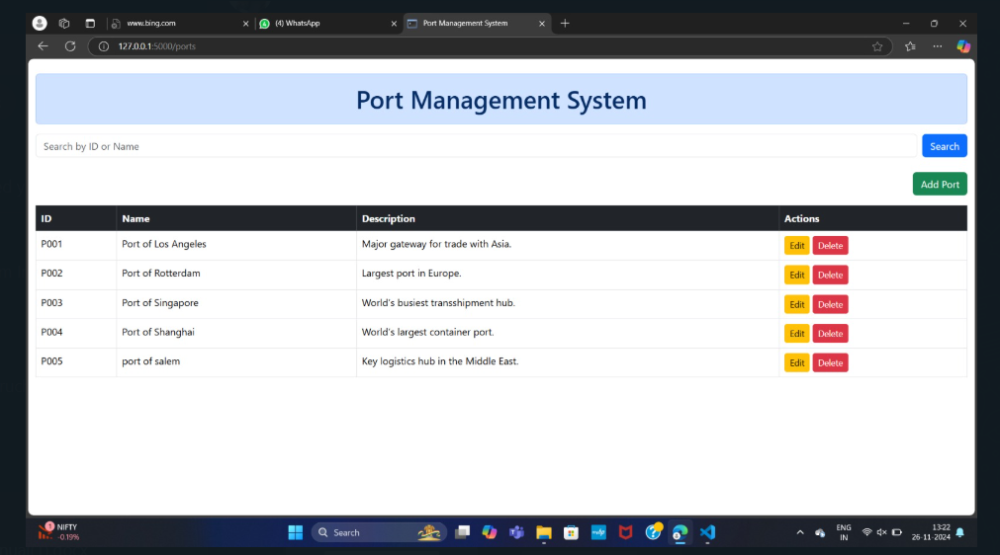 www.bing.com
(4) WhatsApp
Port Management System
127.0.0.1:5000/ports
Port Management System
Search by ID or Name
Search
Add Port
ID Name Description Actions
P001 Port of Los Angeles Major gateway for trade with Asia. Edit Delete
P002 Port of Rotterdam Largest port in Europe. Edit Delete
P003 Port of Singapore World's busiest transshipment hub. Edit Delete
P004 Port of Shanghai World's largest container port. Edit Delete
P005 port of salem Key logistics hub in the Middle East. Edit Delete
1
NIFTY
-0.19%
Search
ENG
IN
13:22
26-11-2024